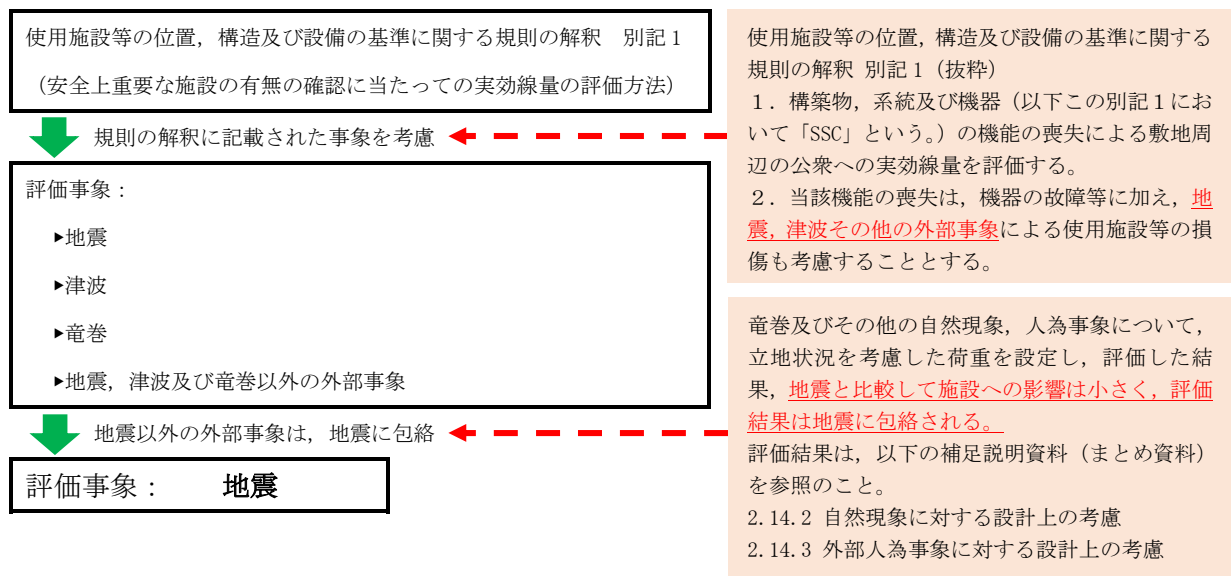 使用施設等の位置，構造及び設備の基準に関する規則の解釈　別記１
（安全上重要な施設の有無の確認に当たっての実効線量の評価方法）
規則の解釈に記載された事象を考慮
評価事象：
▶地震
▶津波
▶竜巻
▶地震，津波及び竜巻以外の外部事象
地震以外の外部事象は，地震に包絡
評価事象：　　地震
使用施設等の位置，構造及び設備の基準に関する
規則の解釈 別記１（抜粋）
１．構築物，系統及び機器（以下この別記１にお
いて「SSC」という。）の機能の喪失による敷地周
辺の公衆への実効線量を評価する。
２．当該機能の喪失は，機器の故障等に加え，地
震，津波その他の外部事象による使用施設等の損
傷も考慮することとする。
竜巻及びその他の自然現象，人為事象について，
立地状況を考慮した荷重を設定し，評価した結
果，地震と比較して施設への影響は小さく，評価
結果は地震に包絡される。
評価結果は，以下の補足説明資料（まとめ資料）
を参照のこと。
2.14.2 自然現象に対する設計上の考慮
2.14.3 外部人為事象に対する設計上の考慮